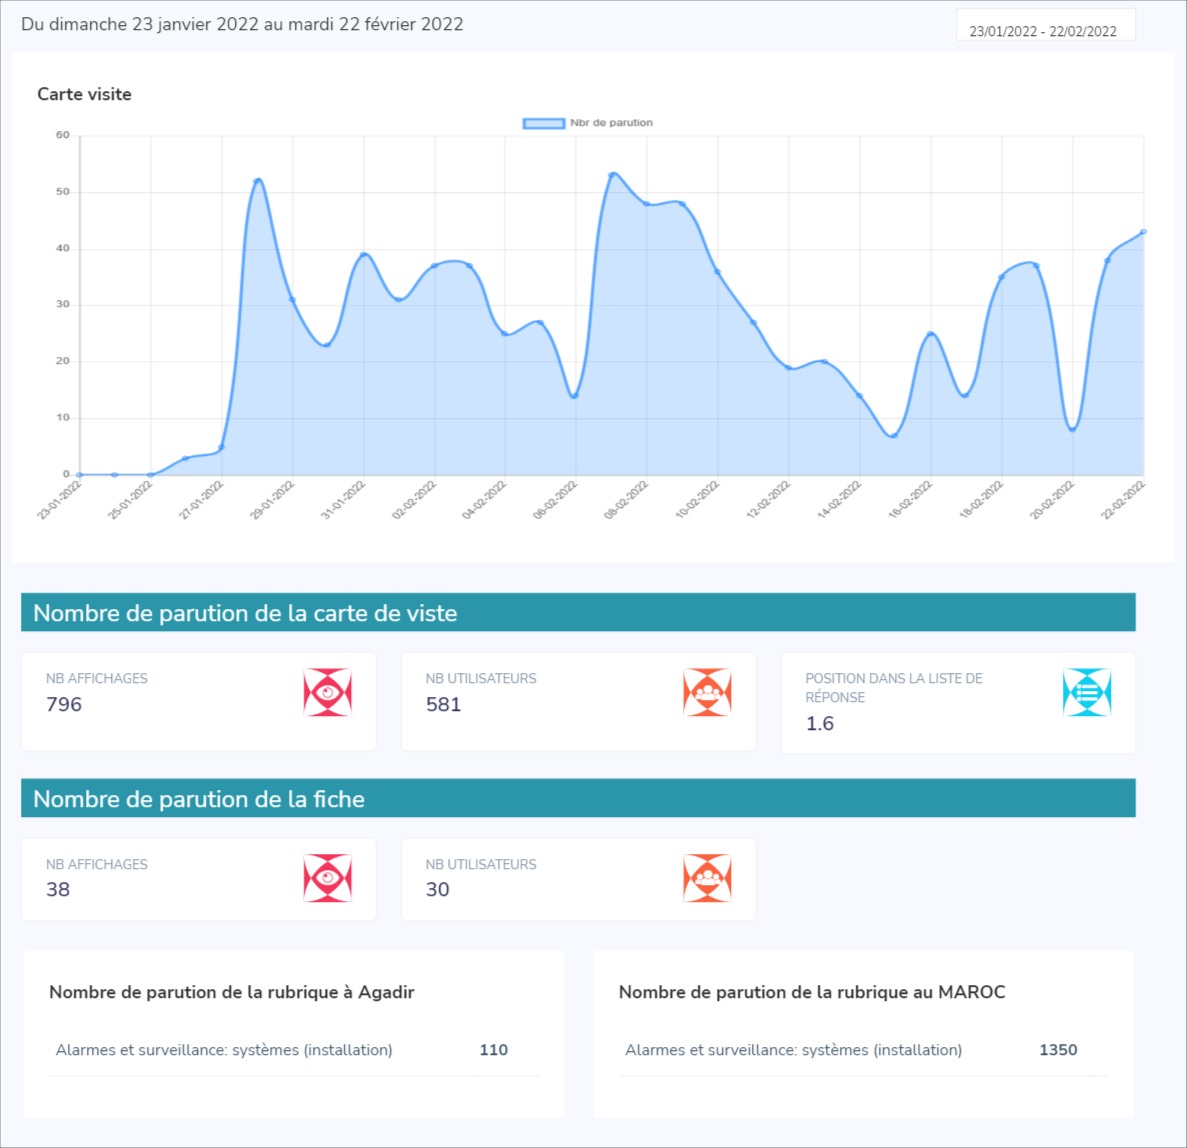 Du dimanche 23 janvier 2022 au mardi 22 février 2022
23/01/2022 - 22/02/2022
Carte visite
Nbr de parution
60
50
40
30
20
10
0
23-01-2022
25-01-2022
27-01-2022
29-01-2022
31-01-2022
02-02-2022
04-02-2022
06-02-2022
08-02-2022
10-02-2022
12-02-2022
14-02-2022
16-02-2022
18-02-2022
20-02-2022
22-02-2022
Nombre de parution de la carte de viste
NB AFFICHAGES
796
NB UTILISATEURS
581
POSITION DANS LA LISTE DE
RÉPONSE
1.6
Nombre de parution de la fiche
NB AFFICHAGES
38
NB UTILISATEURS
30
Nombre de parution de la rubrique à Agadir
Alarmes et surveillance: systèmes (installation) 110
Nombre de parution de la rubrique au MAROC
Alarmes et surveillance: systèmes (installation) 1350